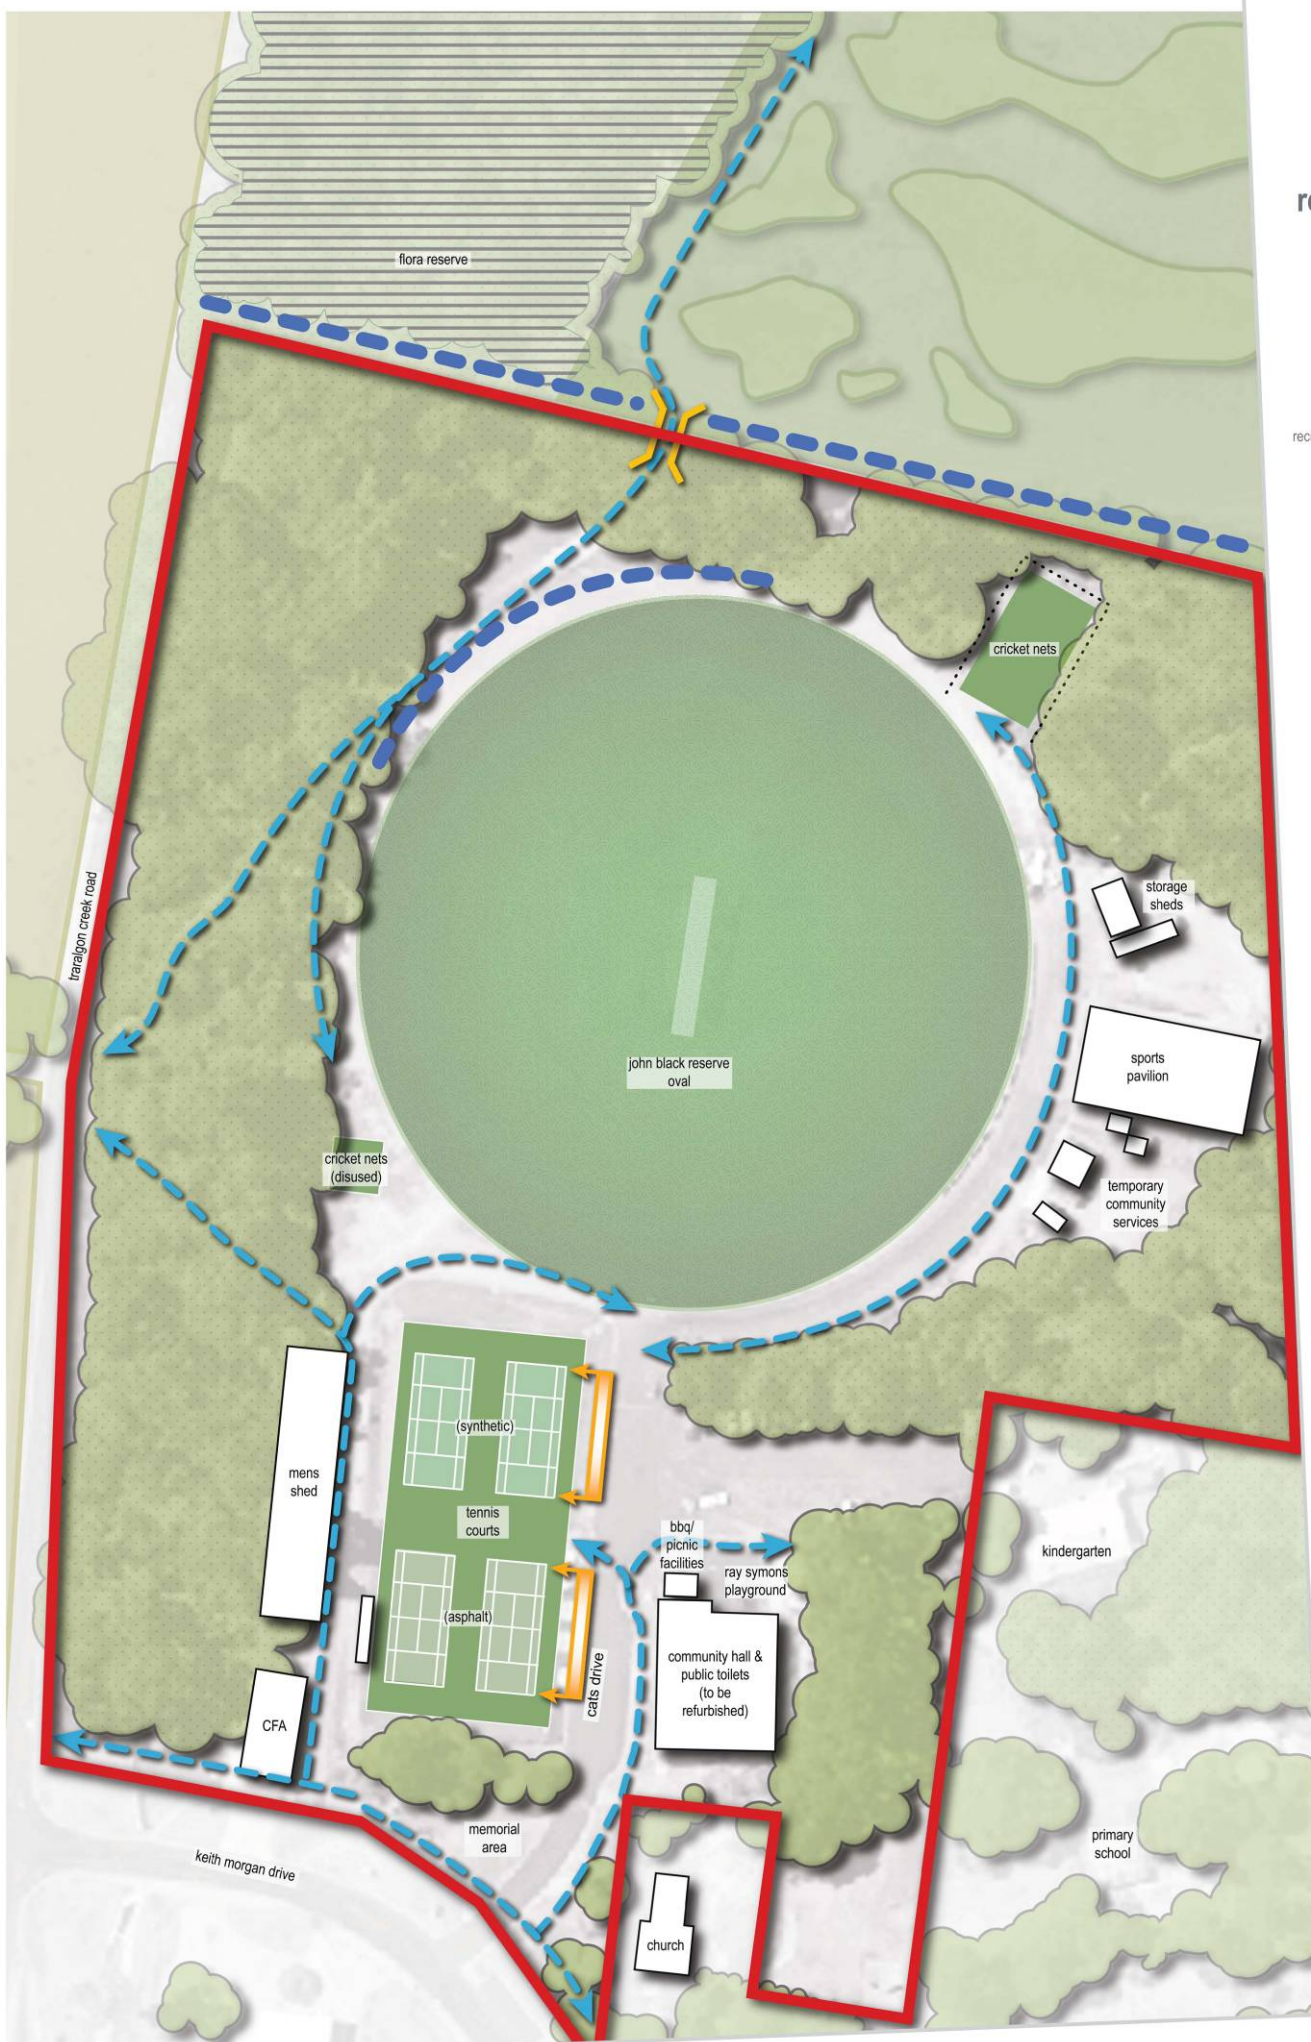 re
flora reserve
rec
cricket nets
traralgon creek road
storage
sheds
john black reserve
oval
sports
pavilion
cricket nets
(disused)
temporary
community
services
(synthetic)
mens
shed
tennis
courts
bbq/
picnic
facilities
kindergarten
ray symons
playground
(asphalt)
community hall &
public toilets
(to be
refurbished)
cats drive
CFA
memorial
area
primary
school
keith morgan drive
church